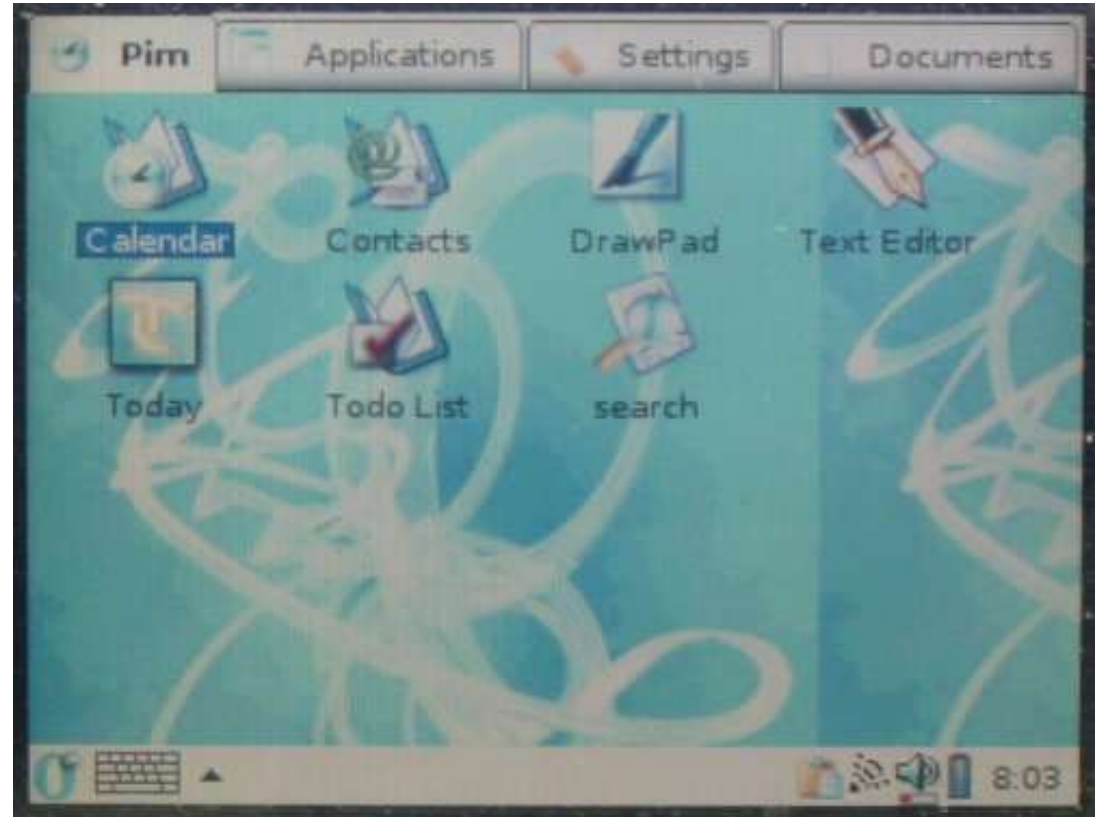 Pim Applications Settings Documents
Calendar Contacts DrawPad Text Editor
Today Todo List search
8:03